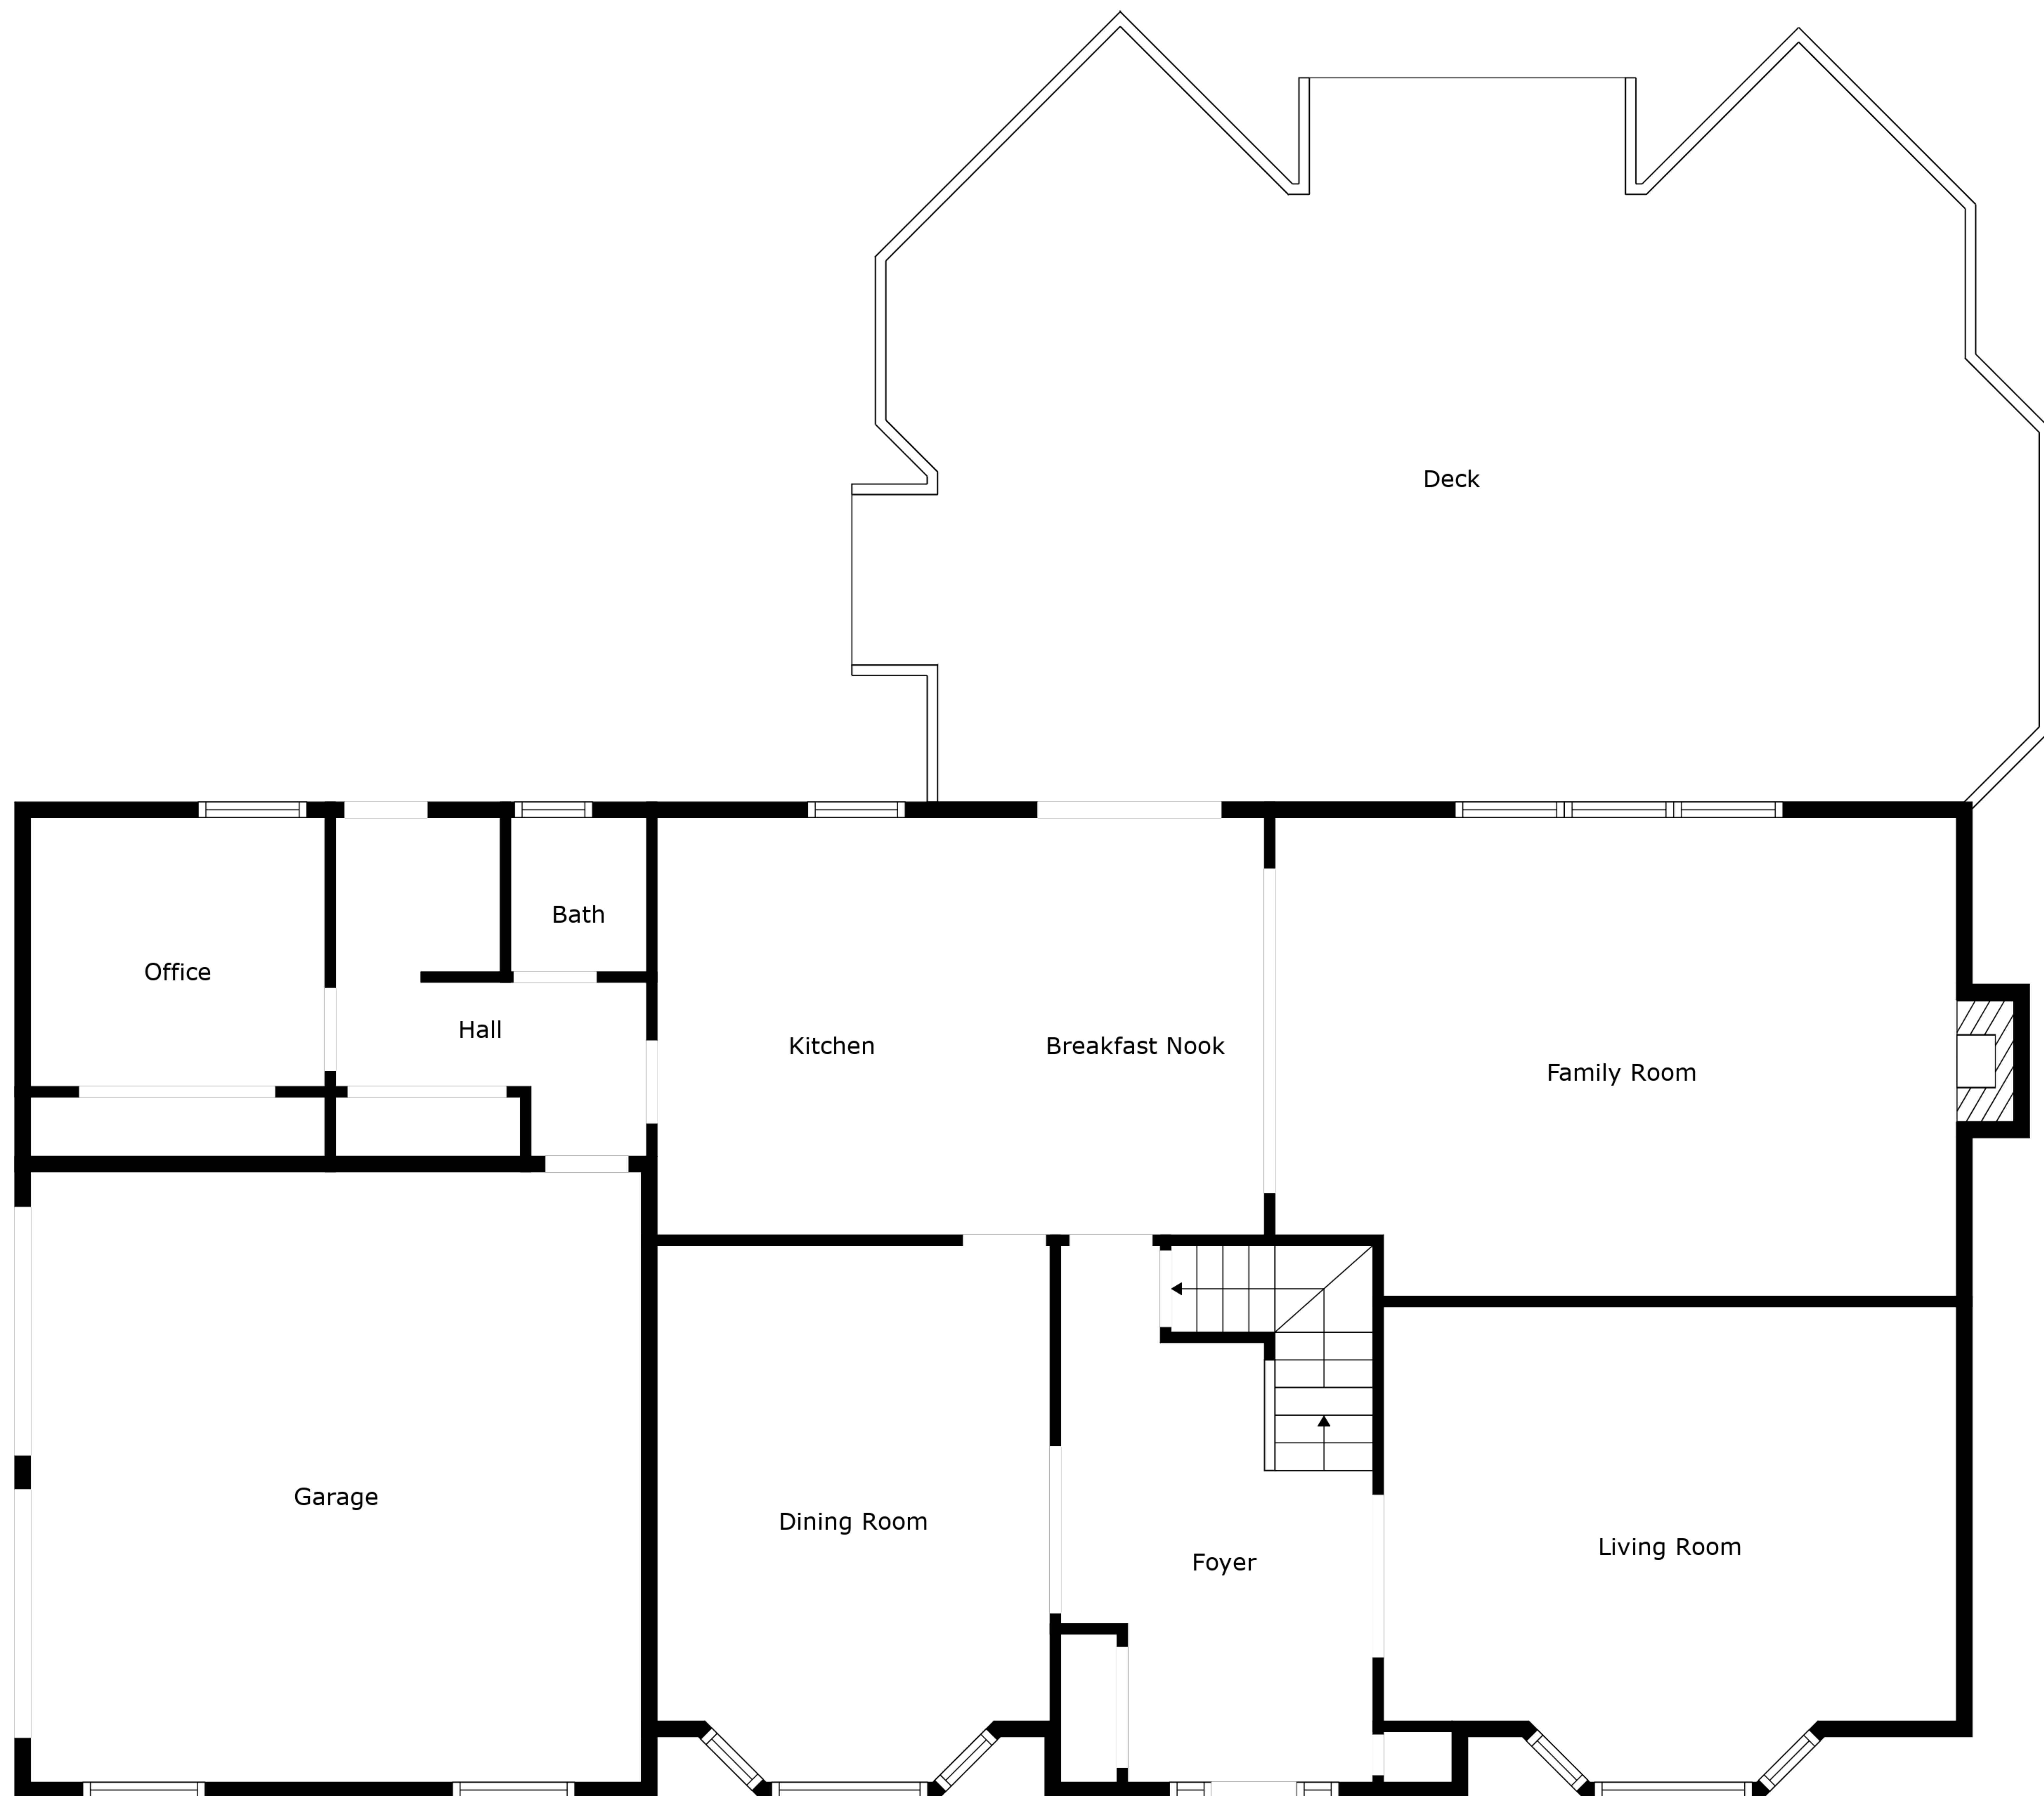 Deck
Bath
Office
Hall
Kitchen
Breakfast Nook
Family Room
Garage
Dining Room
Living Room
Foyer